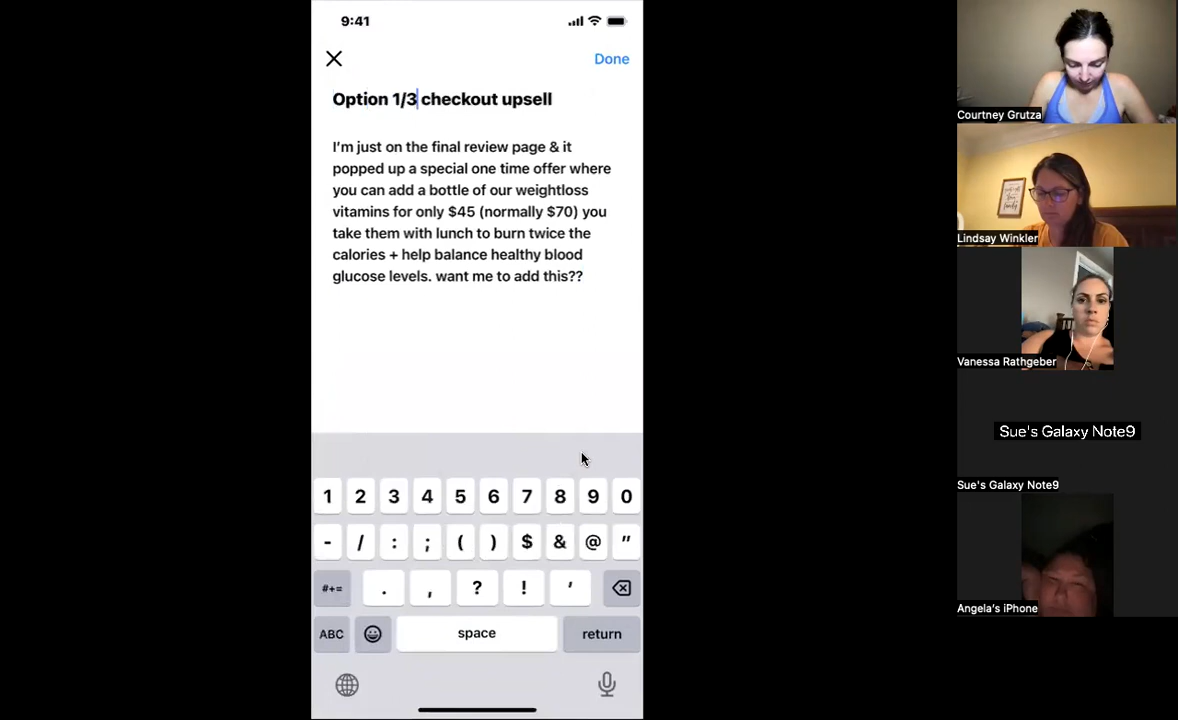 9:41
Done
Option 1/3 checkout upsell
I'm just on the final review page & it
popped up a special one time offer where
you can add a bottle of our weightloss
vitamins for only $45 (normally $70) you
take them with lunch to burn twice the
calories + help balance healthy blood
glucose levels. want me to add this??
1 2 3 4 5 6 7 8 9 0
- / : ; ( ) $ & @ "
#+= . , ? ! '
ABC space return
Courtney Grutza
Lindsay Winkler
Vanessa Rathgeber
Sue's Galaxy Note9
Sue's Galaxy Note9
Angela's iPhone